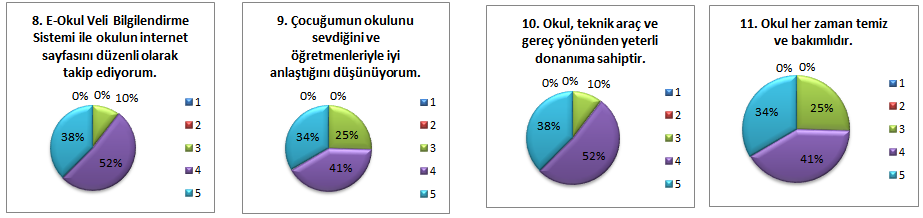 8. E-Okul Veli Bilgilendirme
Sistemi ile okulun internet
sayfasını düzenli olarak
takip ediyorum.
0% 0% 10%
38%
52%
1
2
3
4
5
9. Çocuğumun okulunu
sevdiğini ve
öğretmenleriyle iyi
anlaştığını düşünüyorum.
0% 0%
34% 25%
41%
1
2
3
4
5
10. Okul, teknik araç ve
gereç yönünden yeterli
donanıma sahiptir.
0% 0% 10%
38%
52%
1
2
3
4
5
11. Okul her zaman temiz
ve bakımlıdır.
0% 0%
34% 25%
41%
1
2
3
4
5